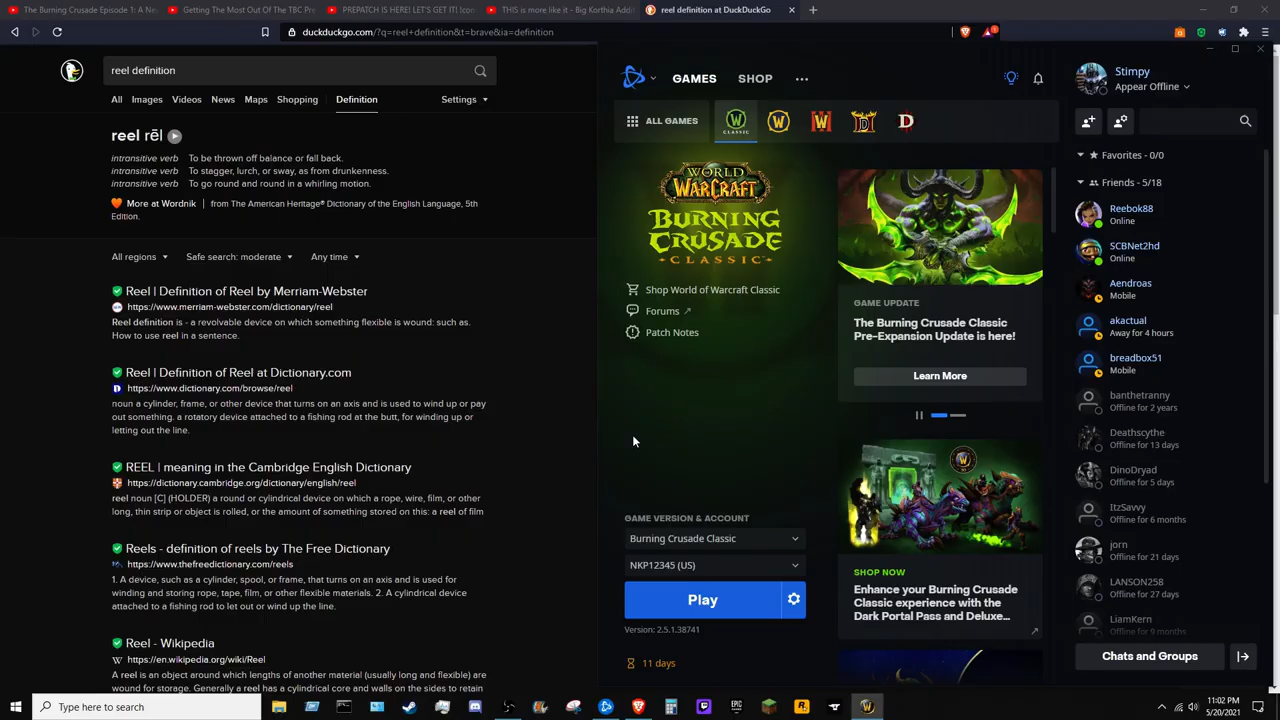 The Burning Crusade Episode 1: A Ne
Getting The Most Out Of The TBC Pre
PREPATCH IS HERE! LET'S GET IT! |co
THIS is more like it - Big Korthia Addi
reel definition at DuckDuckGo
duckduckgo.com/?q=reel+definition&t=brave&ia=definition
reel definition
All Images Videos News Maps Shopping Definition Settings
reel rēl
intransitive verb To be thrown off balance or fall back.
intransitive verb To stagger, lurch, or sway, as from drunkenness.
intransitive verb To go round and round in a whirling motion.
More at Wordnik from The American Heritage® Dictionary of the English Language, 5th
Edition.
All regions Safe search: moderate Any time
Reel | Definition of Reel by Merriam-Webster
https://www.merriam-webster.com/dictionary/reel
Reel definition is - a revolvable device on which something flexible is wound: such as.
How to use reel in a sentence.
Reel | Definition of Reel at Dictionary.com
https://www.dictionary.com/browse/reel
noun a cylinder, frame, or other device that turns on an axis and is used to wind up or pay
out something. a rotatory device attached to a fishing rod at the butt, for winding up or
letting out the line.
REEL | meaning in the Cambridge English Dictionary
https://dictionary.cambridge.org/dictionary/english/reel
reel noun [C] (HOLDER) a round or cylindrical device on which a rope, wire, film, or other
long, thin strip or object is rolled, or the amount of something stored on this: a reel of film
Reels - definition of reels by The Free Dictionary
https://www.thefreedictionary.com/reels
1. A device, such as a cylinder, spool, or frame, that turns on an axis and is used for
winding and storing rope, tape, film, or other flexible materials. 2. A cylindrical device
attached to a fishing rod to let out or wind up the line.
Reel - Wikipedia
https://en.wikipedia.org/wiki/Reel
A reel is an object around which lengths of another material (usually long and flexible) are
wound for storage. Generally a reel has a cylindrical core and walls on the sides to retain
GAMES SHOP
ALL GAMES
CLASSIC
WORLD
WARCRAFT
BURNING
CRUSADE
CLASSIC
Shop World of Warcraft Classic
Forums
Patch Notes
GAME VERSION & ACCOUNT
Burning Crusade Classic
NKP12345 (US)
Play
Version: 2.5.1.38741
11 days
GAME UPDATE
The Burning Crusade Classic
Pre-Expansion Update is here!
Learn More
SHOP NOW
Enhance your Burning Crusade
Classic experience with the
Dark Portal Pass and Deluxe...
Stimpy
Appear Offline
Favorites - 0/0
Friends - 5/18
Reebok88
Online
SCBNet2hd
Online
Aendroas
Mobile
akactual
Away for 4 hours
breadbox51
Mobile
banthetranny
Offline for 2 years
Deathscythe
Offline for 13 days
DinoDryad
Offline for 5 days
ItzSavvy
Offline for 6 months
jorn
Offline for 21 days
LANSON258
Offline for 27 days
LiamKern
Offline for 9 months
Chats and Groups
Type here to search
11:02 PM
5/20/2021